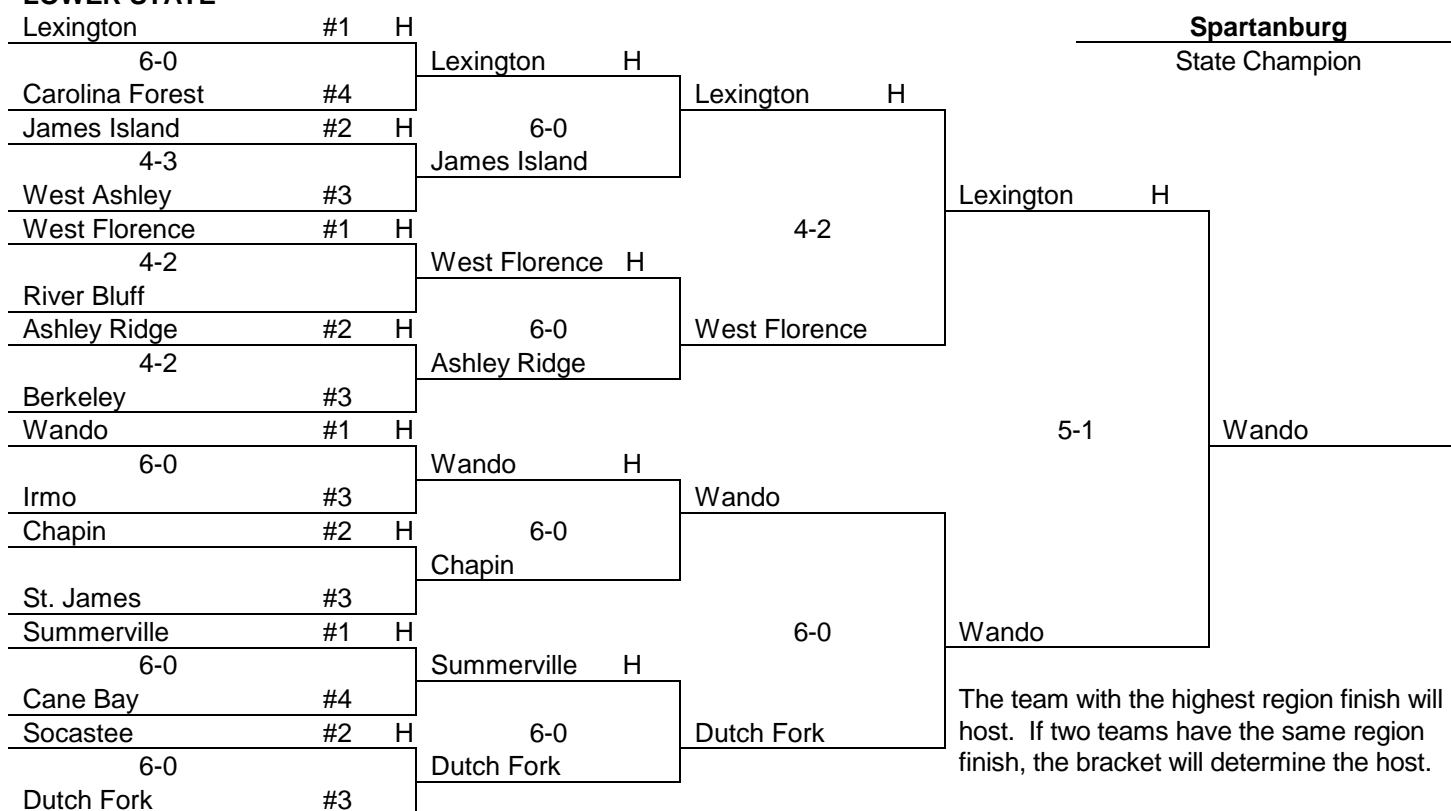 Lexington #1 H Spartanburg
6-0 Lexington H State Champion
Carolina Forest #4 Lexington H
James Island #2 H 6-0
4-3 James Island
West Ashley #3 Lexington H
West Florence #1 H 4-2
4-2 West Florence H
River Bluff
Ashley Ridge #2 H 6-0 West Florence
4-2 Ashley Ridge
Berkeley #3
Wando #1 H 5-1 Wando
6-0 Wando H
Irmo #3 Wando
Chapin #2 H 6-0
Chapin
St. James #3
Summerville #1 H 6-0 Wando
6-0 Summerville H
Cane Bay #4 The team with the highest region finish will
Socastee #2 H 6-0 Dutch Fork host. If two teams have the same region
6-0 Dutch Fork finish, the bracket will determine the host.
Dutch Fork #3